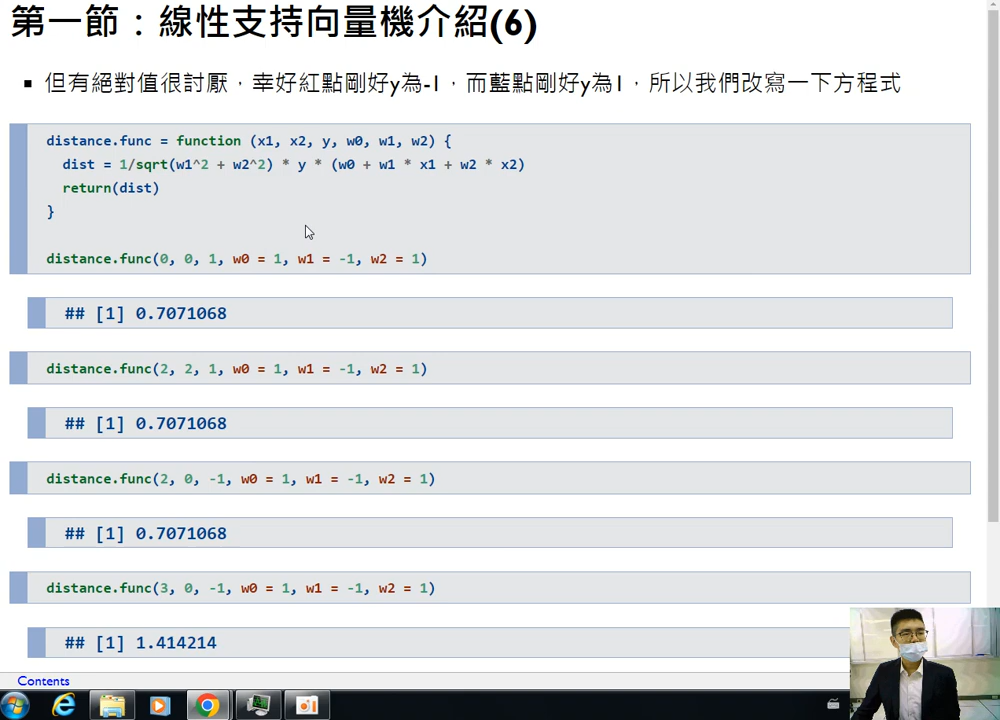 第一節：線性支持向量機介紹(6)
▪ 但有絕對值很討厭，幸好紅點剛好y為-1，而藍點剛好y為1，所以我們改寫一下方程式
distance.func = function (x1, x2, y, w0, w1, w2) {
  dist = 1/sqrt(w1^2 + w2^2) * y * (w0 + w1 * x1 + w2 * x2)
  return(dist)
}
distance.func(0, 0, 1, w0 = 1, w1 = -1, w2 = 1)
## [1] 0.7071068
distance.func(2, 2, 1, w0 = 1, w1 = -1, w2 = 1)
## [1] 0.7071068
distance.func(2, 0, -1, w0 = 1, w1 = -1, w2 = 1)
## [1] 0.7071068
distance.func(3, 0, -1, w0 = 1, w1 = -1, w2 = 1)
## [1] 1.414214
Contents